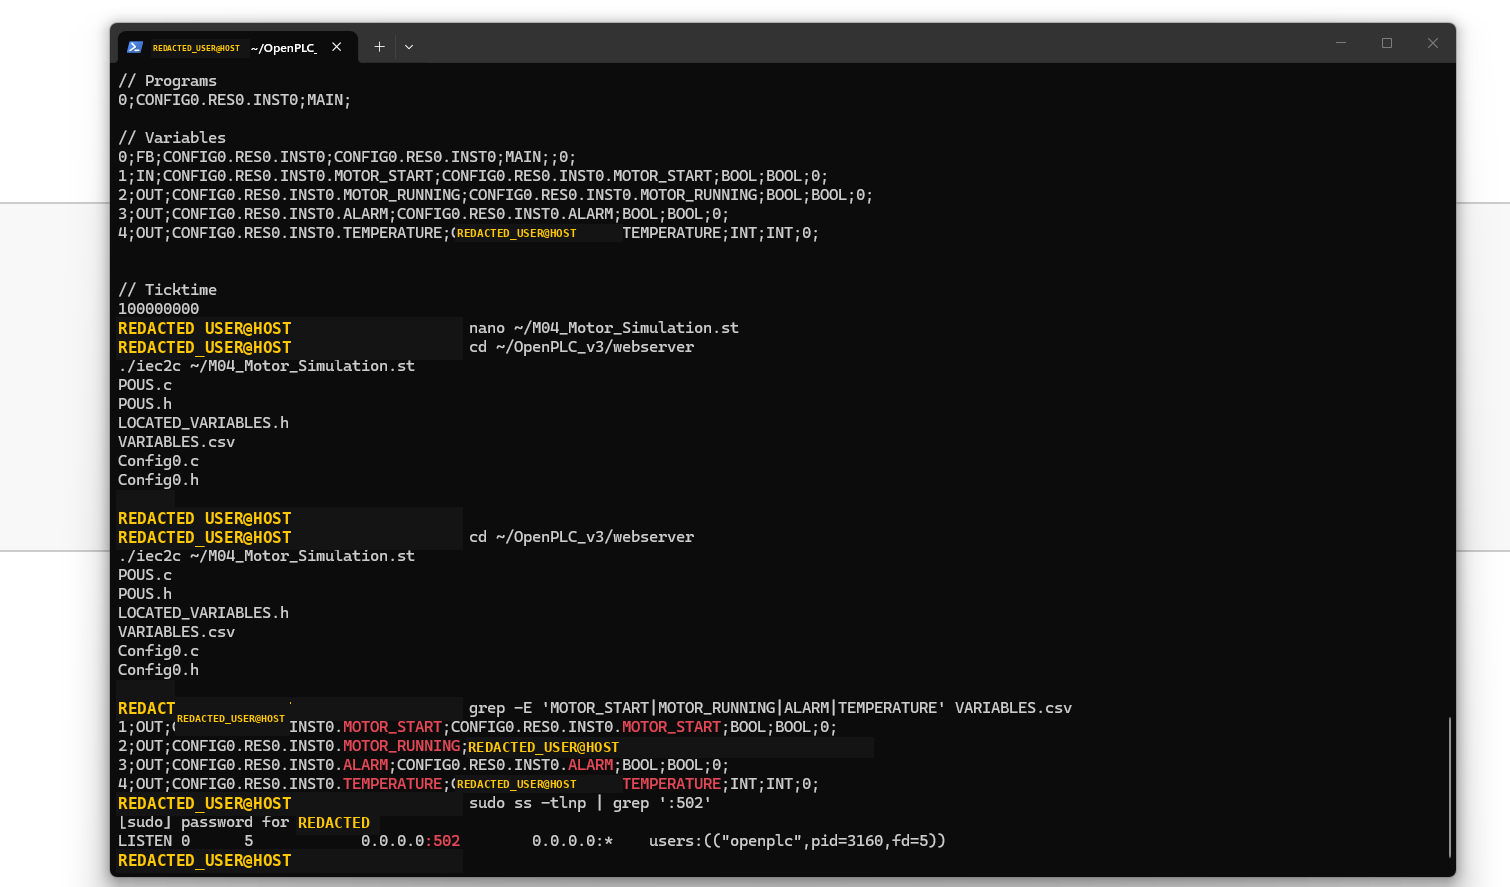 REDACTED_USER@HOST ~/OpenPLC_
// Programs
0;CONFIG0.RES0.INST0;MAIN;
// Variables
0;FB;CONFIG0.RES0.INST0;CONFIG0.RES0.INST0;MAIN;;0;
1;IN;CONFIG0.RES0.INST0.MOTOR_START;CONFIG0.RES0.INST0.MOTOR_START;BOOL;BOOL;0;
2;OUT;CONFIG0.RES0.INST0.MOTOR_RUNNING;CONFIG0.RES0.INST0.MOTOR_RUNNING;BOOL;BOOL;0;
3;OUT;CONFIG0.RES0.INST0.ALARM;CONFIG0.RES0.INST0.ALARM;BOOL;BOOL;0;
4;OUT;CONFIG0.RES0.INST0.TEMPERATURE;REDACTED_USER@HOST TEMPERATURE;INT;INT;0;
// Ticktime
100000000
REDACTED USER@HOST nano ~/M04_Motor_Simulation.st
REDACTED_USER@HOST cd ~/OpenPLC_v3/webserver
./iec2c ~/M04_Motor_Simulation.st
POUS.c
POUS.h
LOCATED_VARIABLES.h
VARIABLES.csv
Config0.c
Config0.h
REDACTED USER@HOST
REDACTED_USER@HOST cd ~/OpenPLC_v3/webserver
./iec2c ~/M04_Motor_Simulation.st
POUS.c
POUS.h
LOCATED_VARIABLES.h
VARIABLES.csv
Config0.c
Config0.h
REDACT grep -E 'MOTOR_START|MOTOR_RUNNING|ALARM|TEMPERATURE' VARIABLES.csv
REDACTED_USER@HOST
1;OUT; INST0.MOTOR_START;CONFIG0.RES0.INST0.MOTOR_START;BOOL;BOOL;0;
2;OUT;CONFIG0.RES0.INST0.MOTOR_RUNNING;REDACTED_USER@HOST
3;OUT;CONFIG0.RES0.INST0.ALARM;CONFIG0.RES0.INST0.ALARM;BOOL;BOOL;0;
4;OUT;CONFIG0.RES0.INST0.TEMPERATURE;REDACTED_USER@HOST TEMPERATURE;INT;INT;0;
REDACTED_USER@HOST sudo ss -tlnp | grep ':502'
[sudo] password for REDACTED
LISTEN 0 5 0.0.0.0:502 0.0.0.0:* users:(("openplc",pid=3160,fd=5))
REDACTED_USER@HOST